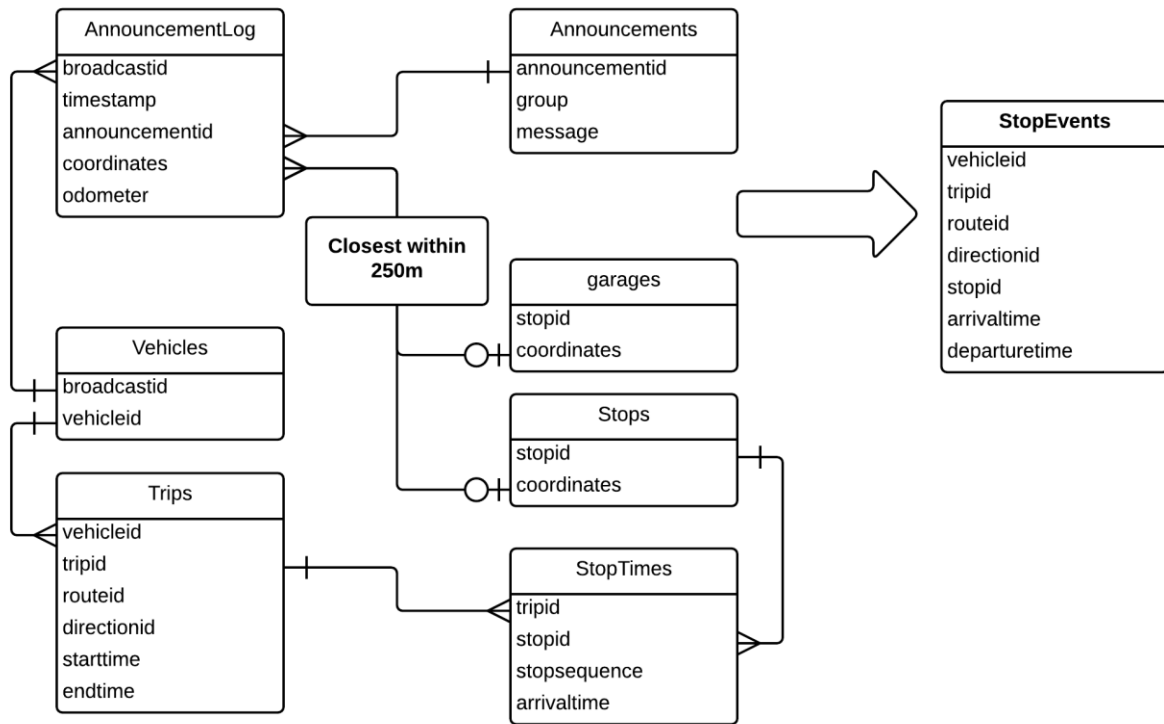 AnnouncementLog
broadcastid
timestamp
announcementid
coordinates
odometer
Announcements
announcementid
group
message
StopEvents
vehicleid
tripid
routeid
directionid
stopid
arrivaltime
departuretime
Closest within
250m
garages
stopid
coordinates
Vehicles
broadcastid
vehicleid
Stops
stopid
coordinates
Trips
vehicleid
tripid
routeid
directionid
starttime
endtime
StopTimes
tripid
stopid
stopsequence
arrivaltime